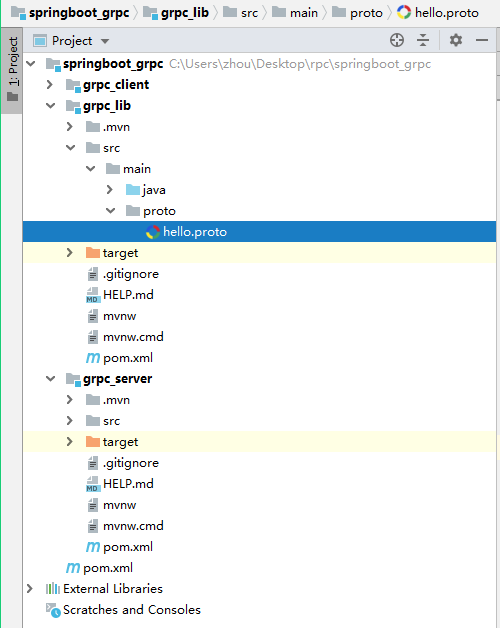 springboot_grpc grpc_lib src main proto hello.proto
1: Project
Project
springboot_grpc C:\Users\zhou\Desktop\rpc\springboot_grpc
grpc_client
grpc_lib
.mvn
src
main
java
proto
hello.proto
target
.gitignore
MD HELP.md
mvnw
mvnw.cmd
m pom.xml
grpc_server
.mvn
src
target
.gitignore
MD HELP.md
mvnw
mvnw.cmd
m pom.xml
m pom.xml
External Libraries
Scratches and Consoles